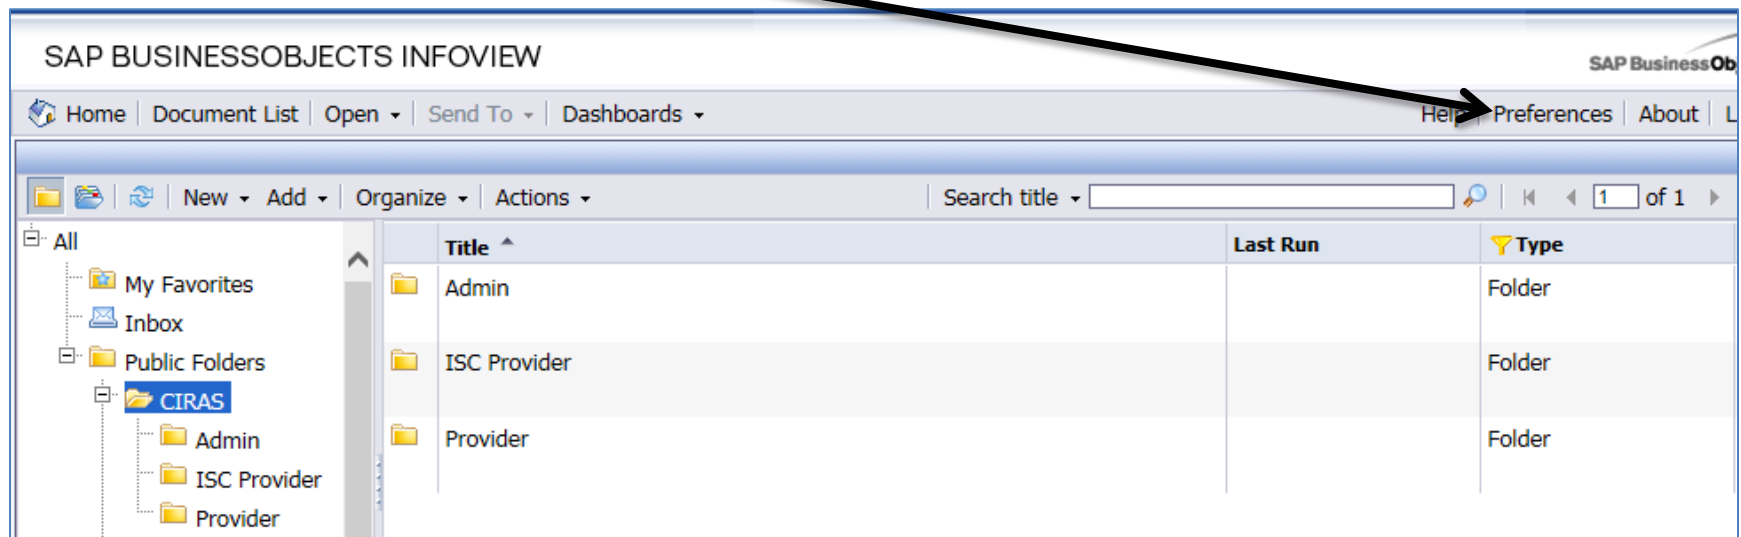 SAP BUSINESSOBJECTS INFOVIEW
SAP BusinessOb
Home Document List Open Send To Dashboards Help Preferences About L
New Add Organize Actions Search title 1 of 1
All
Title Last Run Type
My Favorites
Admin Folder
Inbox
Public Folders
ISC Provider Folder
CIRAS
Admin
Provider Folder
ISC Provider
Provider